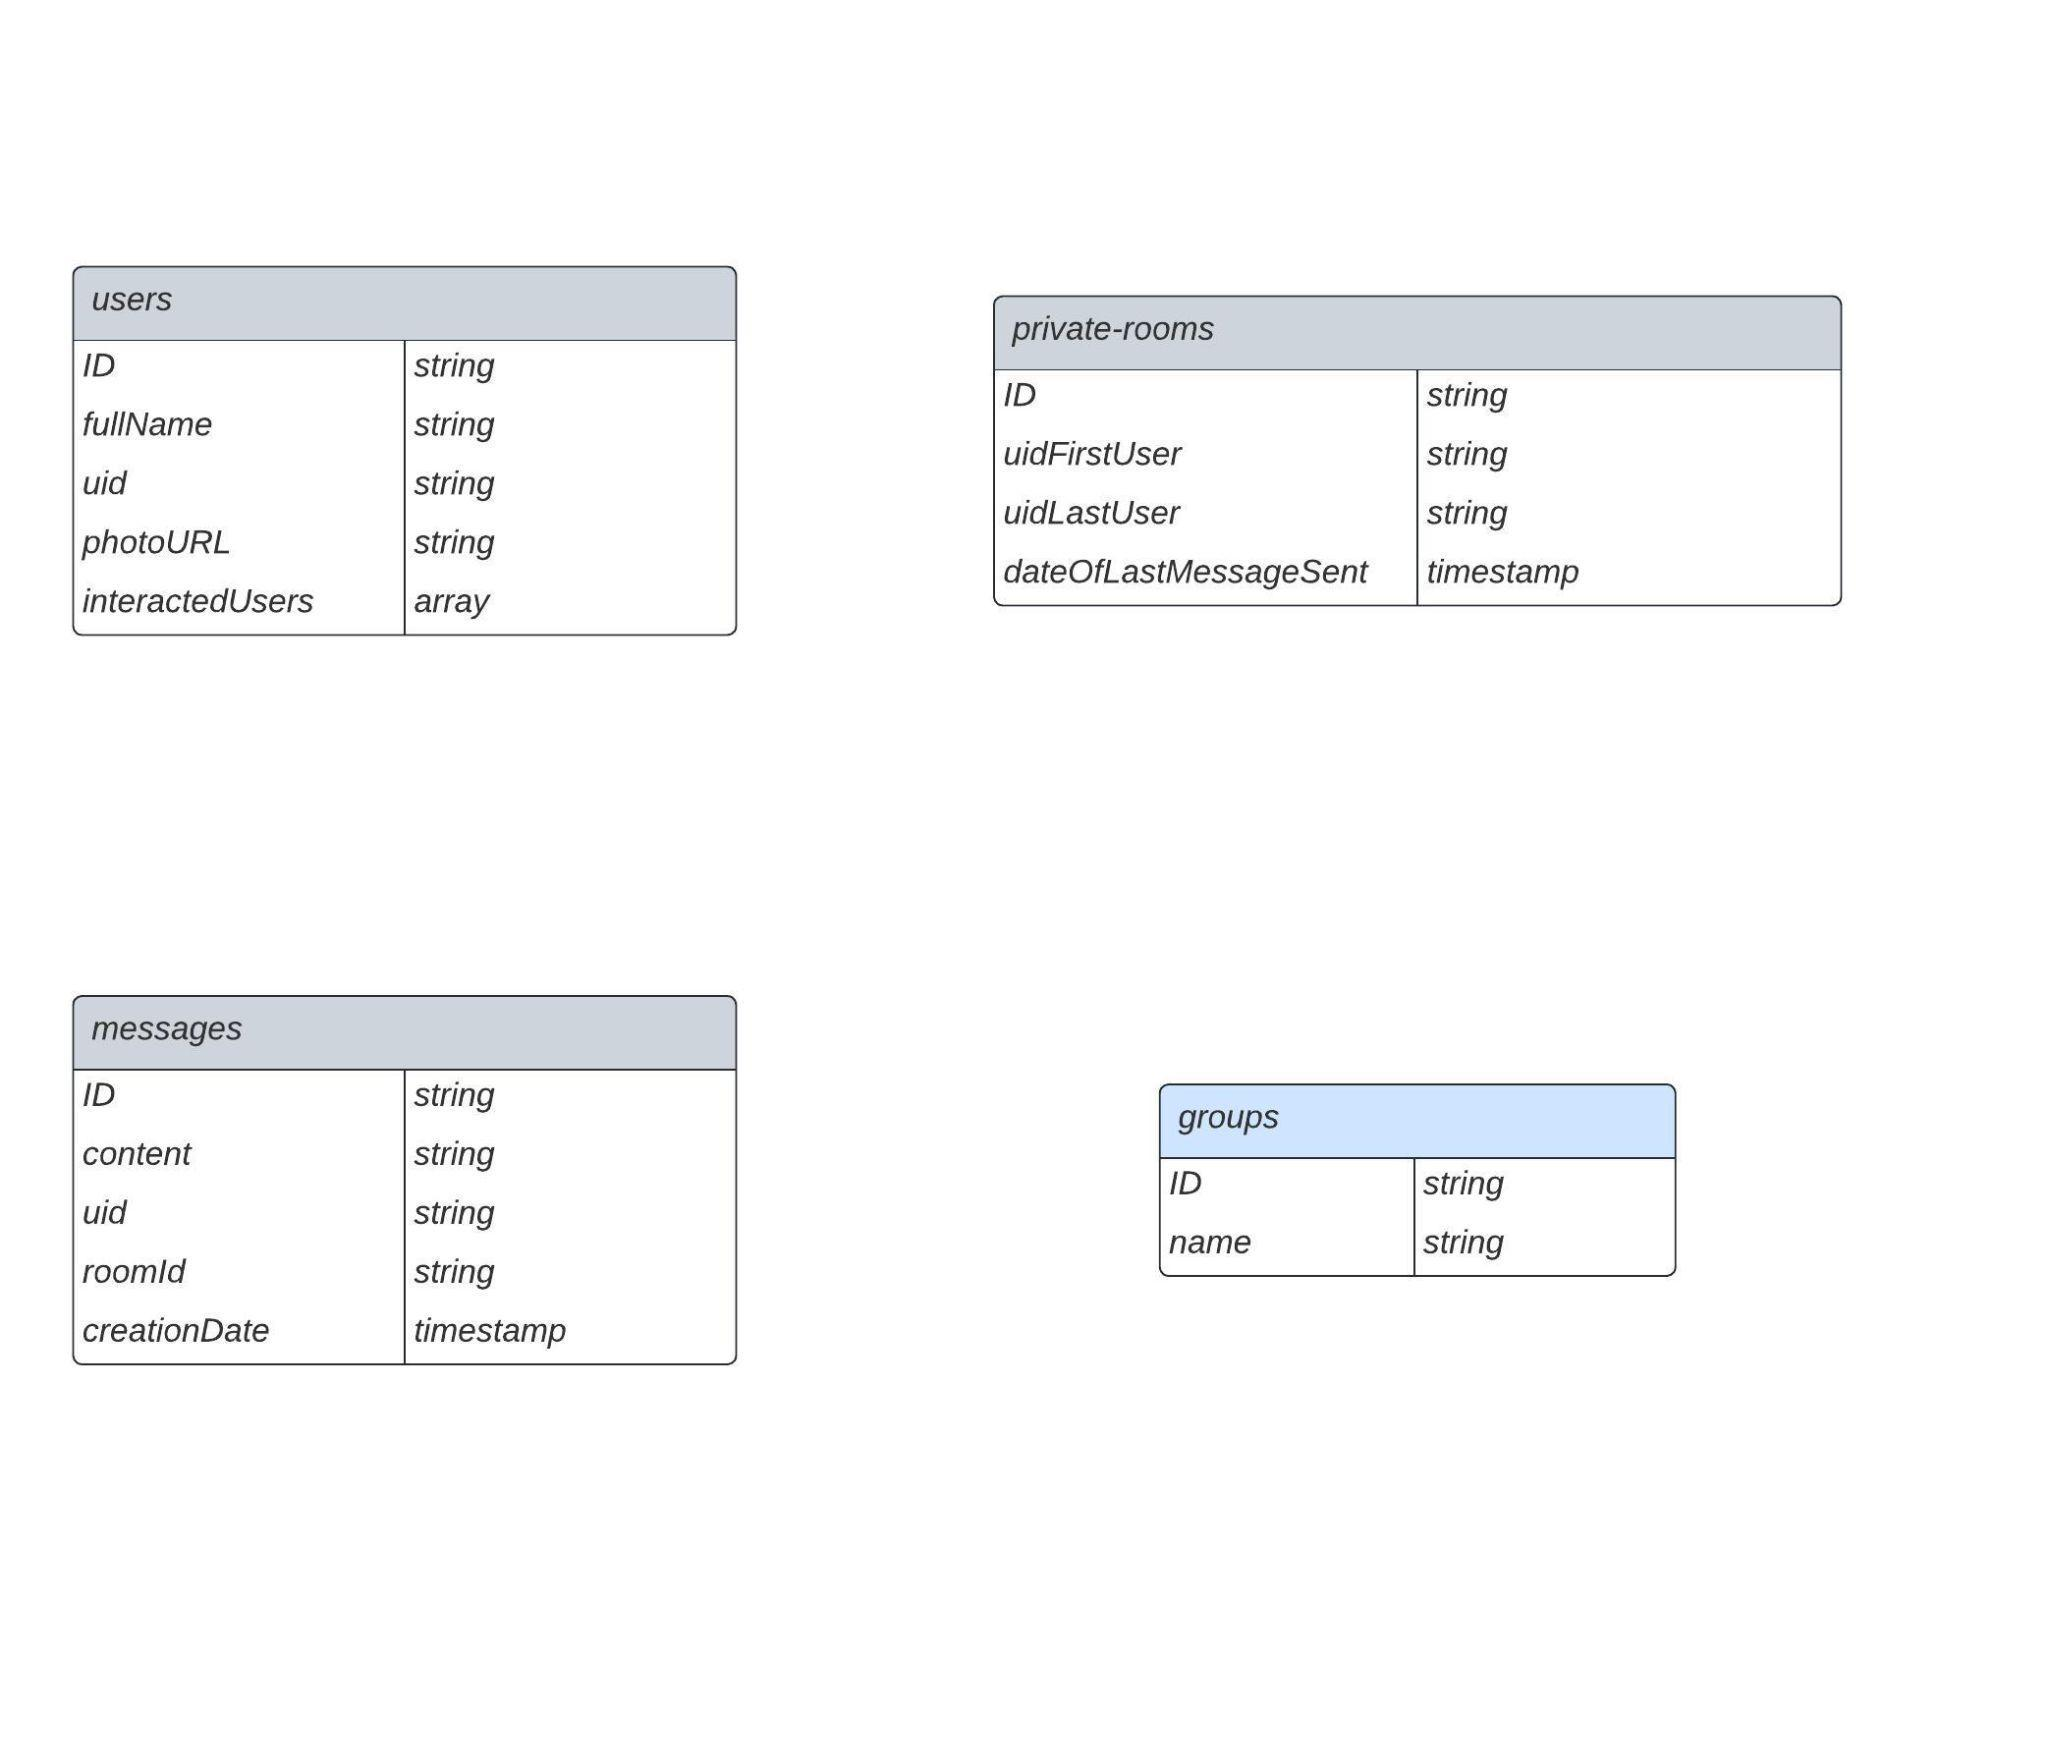 users
ID string
fullName string
uid string
photoURL string
interactedUsers array
private-rooms
ID string
uidFirstUser string
uidLastUser string
dateOfLastMessageSent timestamp
messages
ID string
content string
uid string
roomId string
creationDate timestamp
groups
ID string
name string